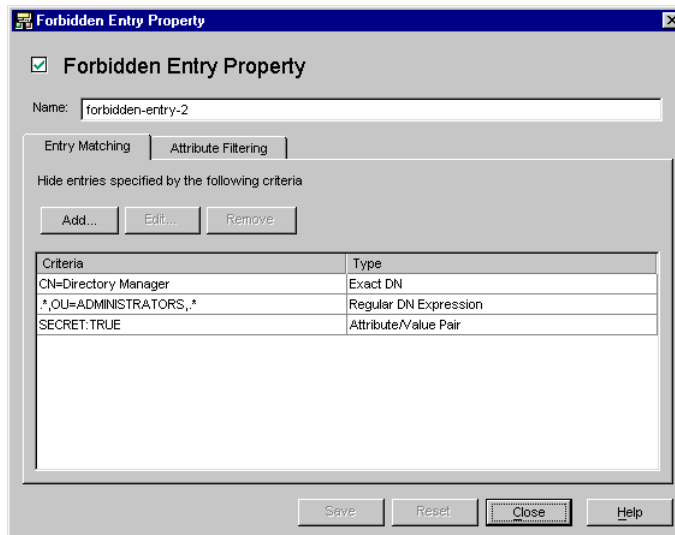 Forbidden Entry Property
Forbidden Entry Property
Name: forbidden-entry-2
Entry Matching Attribute Filtering
Hide entries specified by the following criteria
Add... Edit... Remove
Criteria Type
CN=Directory Manager Exact DN
.*,OU=ADMINISTRATORS,.* Regular DN Expression
SECRET:TRUE Attribute/Value Pair
Save Reset Close Help